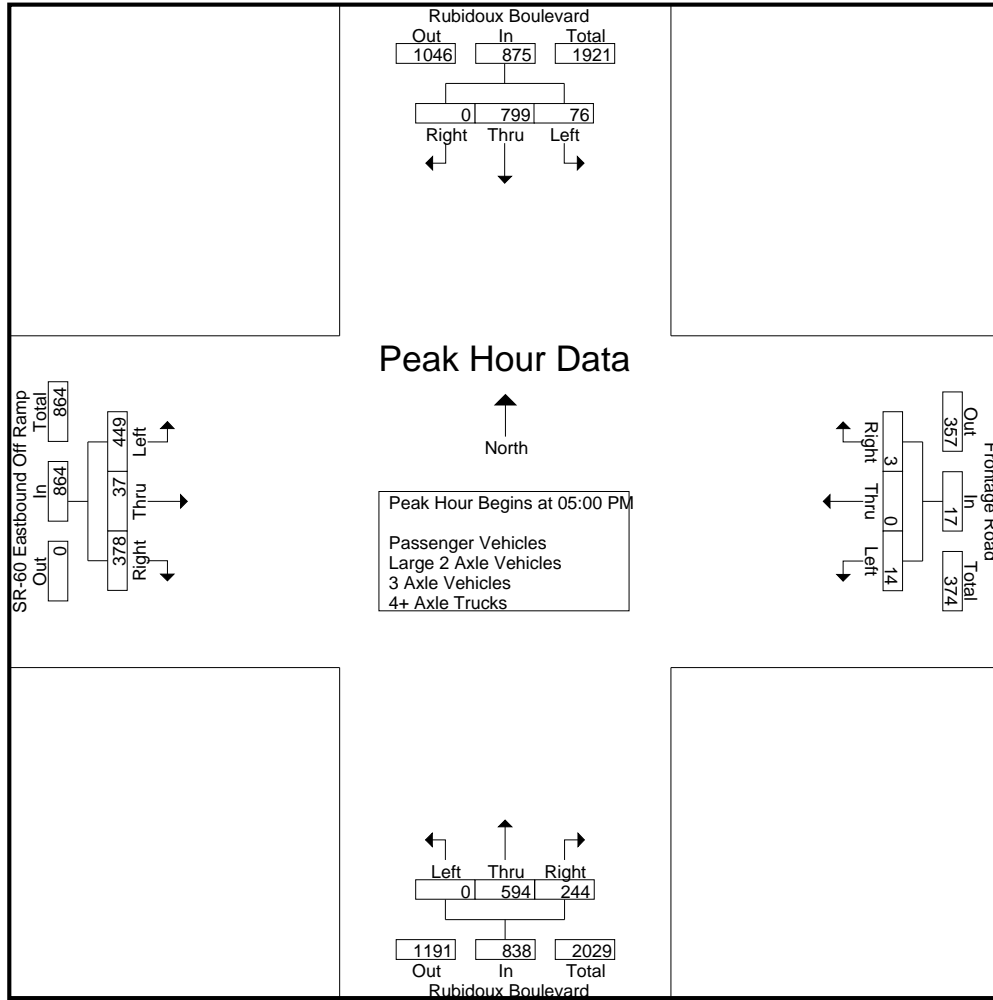 Rubidoux Boulevard
Out In Total
1046 875 1921
0 799 76
Right Thru Left
Peak Hour Data
North
Peak Hour Begins at 05:00 PM
Passenger Vehicles
Large 2 Axle Vehicles
3 Axle Vehicles
4+ Axle Trucks
SR-60 Eastbound Off Ramp
Out In Total
0 864 864
449 37 378
Left Thru Right
Frontage Road
Out In Total
357 17 374
3 0 14
Right Thru Left
Left Thru Right
0 594 244
1191 838 2029
Out In Total
Rubidoux Boulevard